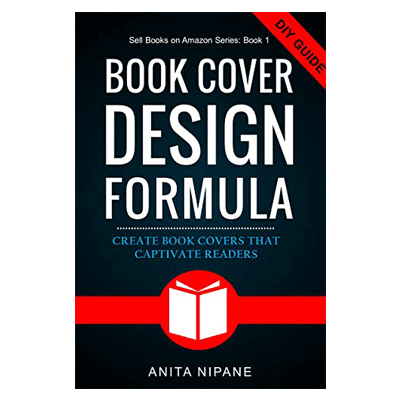 Sell Books on Amazon Series: Book 1
DIY GUIDE
BOOK COVER
DESIGN
FORMULA
CREATE BOOK COVERS THAT
CAPTIVATE READERS
ANITA NIPANE